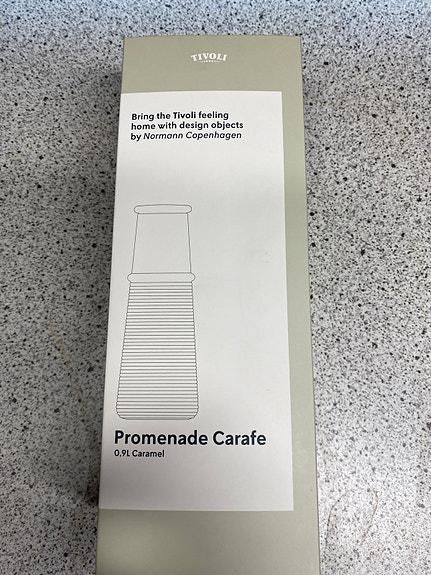 TIVOLI
Bring the Tivoli feeling
home with design objects
by Normann Copenhagen
Promenade Carafe
0,9L Caramel